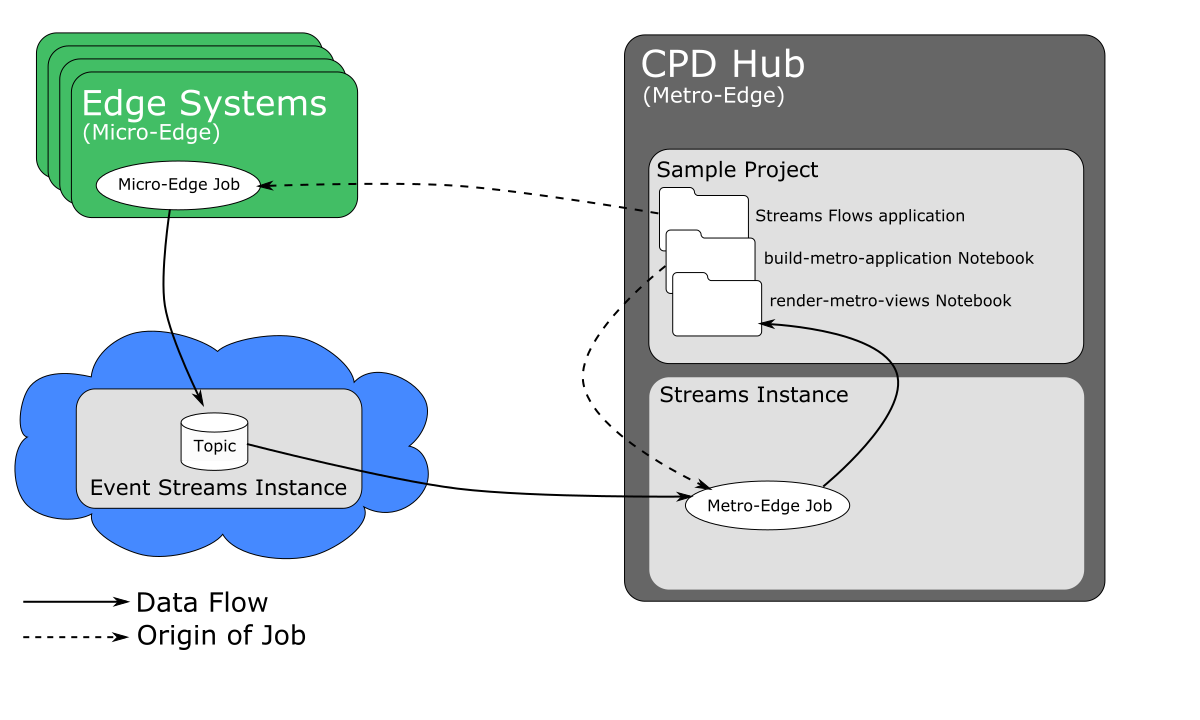 Edge Systems
(Micro-Edge)
Micro-Edge Job
Topic
Event Streams Instance
Data Flow
Origin of Job
CPD Hub
(Metro-Edge)
Sample Project
Streams Flows application
build-metro-application Notebook
render-metro-views Notebook
Streams Instance
Metro-Edge Job